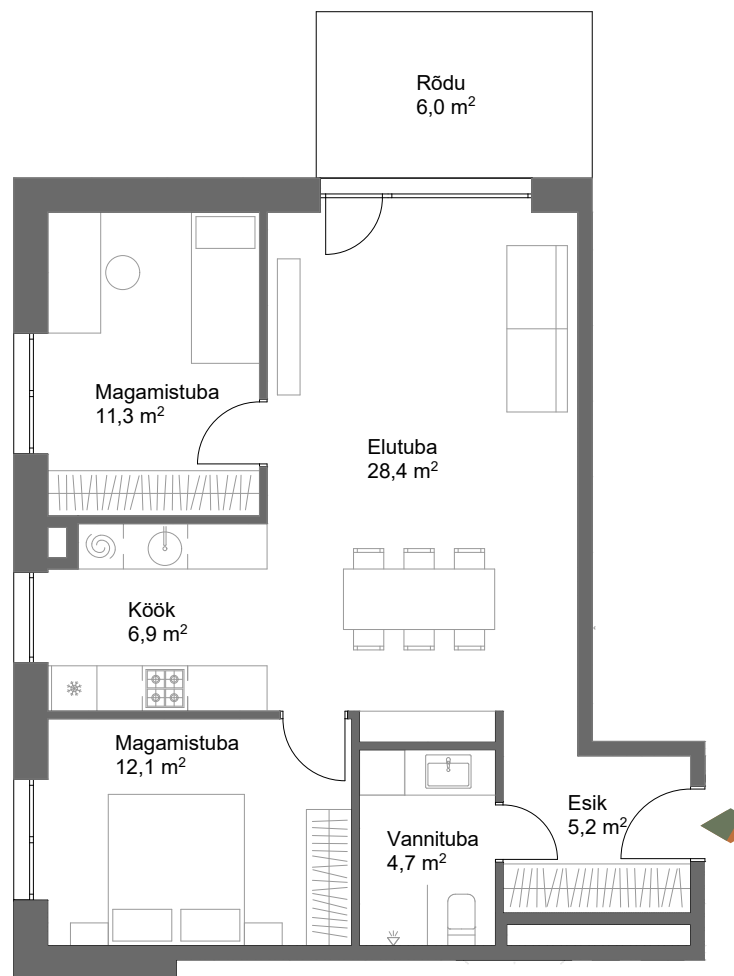 Rõdu
6,0 m²
Magamistuba
11,3 m²
Elutuba
28,4 m²
Köök
6,9 m²
Magamistuba
12,1 m²
Esik
5,2 m²
Vannituba
4,7 m²